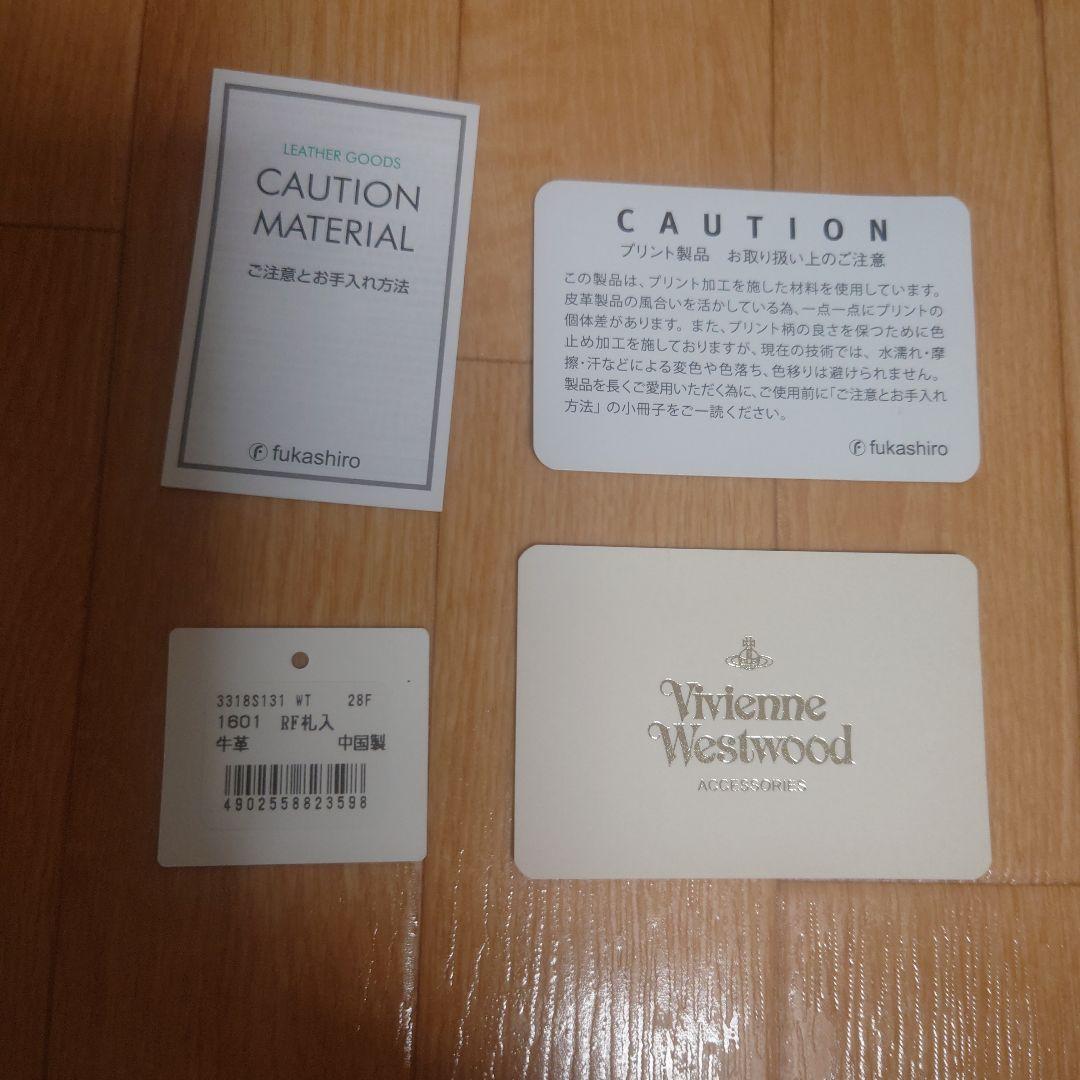 LEATHER GOODS
CAUTION
MATERIAL
ご注意とお手入れ方法
fukashiro
CAUTION
プリント製品 お取り扱い上のご注意
この製品は、プリント加工を施した材料を使用しています。
皮革製品の風合いを活かしている為、一点一点にプリントの
個体差があります。また、プリント柄の良さを保つために色
止め加工を施しておりますが、現在の技術では、水濡れ・摩
擦・汗などによる変色や色落ち、色移りは避けられません。
製品を長くご愛用いただく為に、ご使用前に「ご注意とお手入れ
方法」の小冊子をご一読ください。
fukashiro
3318S131 WT 28F
1601 RF札入
牛革 中国製
4902558823598
Vivienne
Westwood
ACCESSORIES